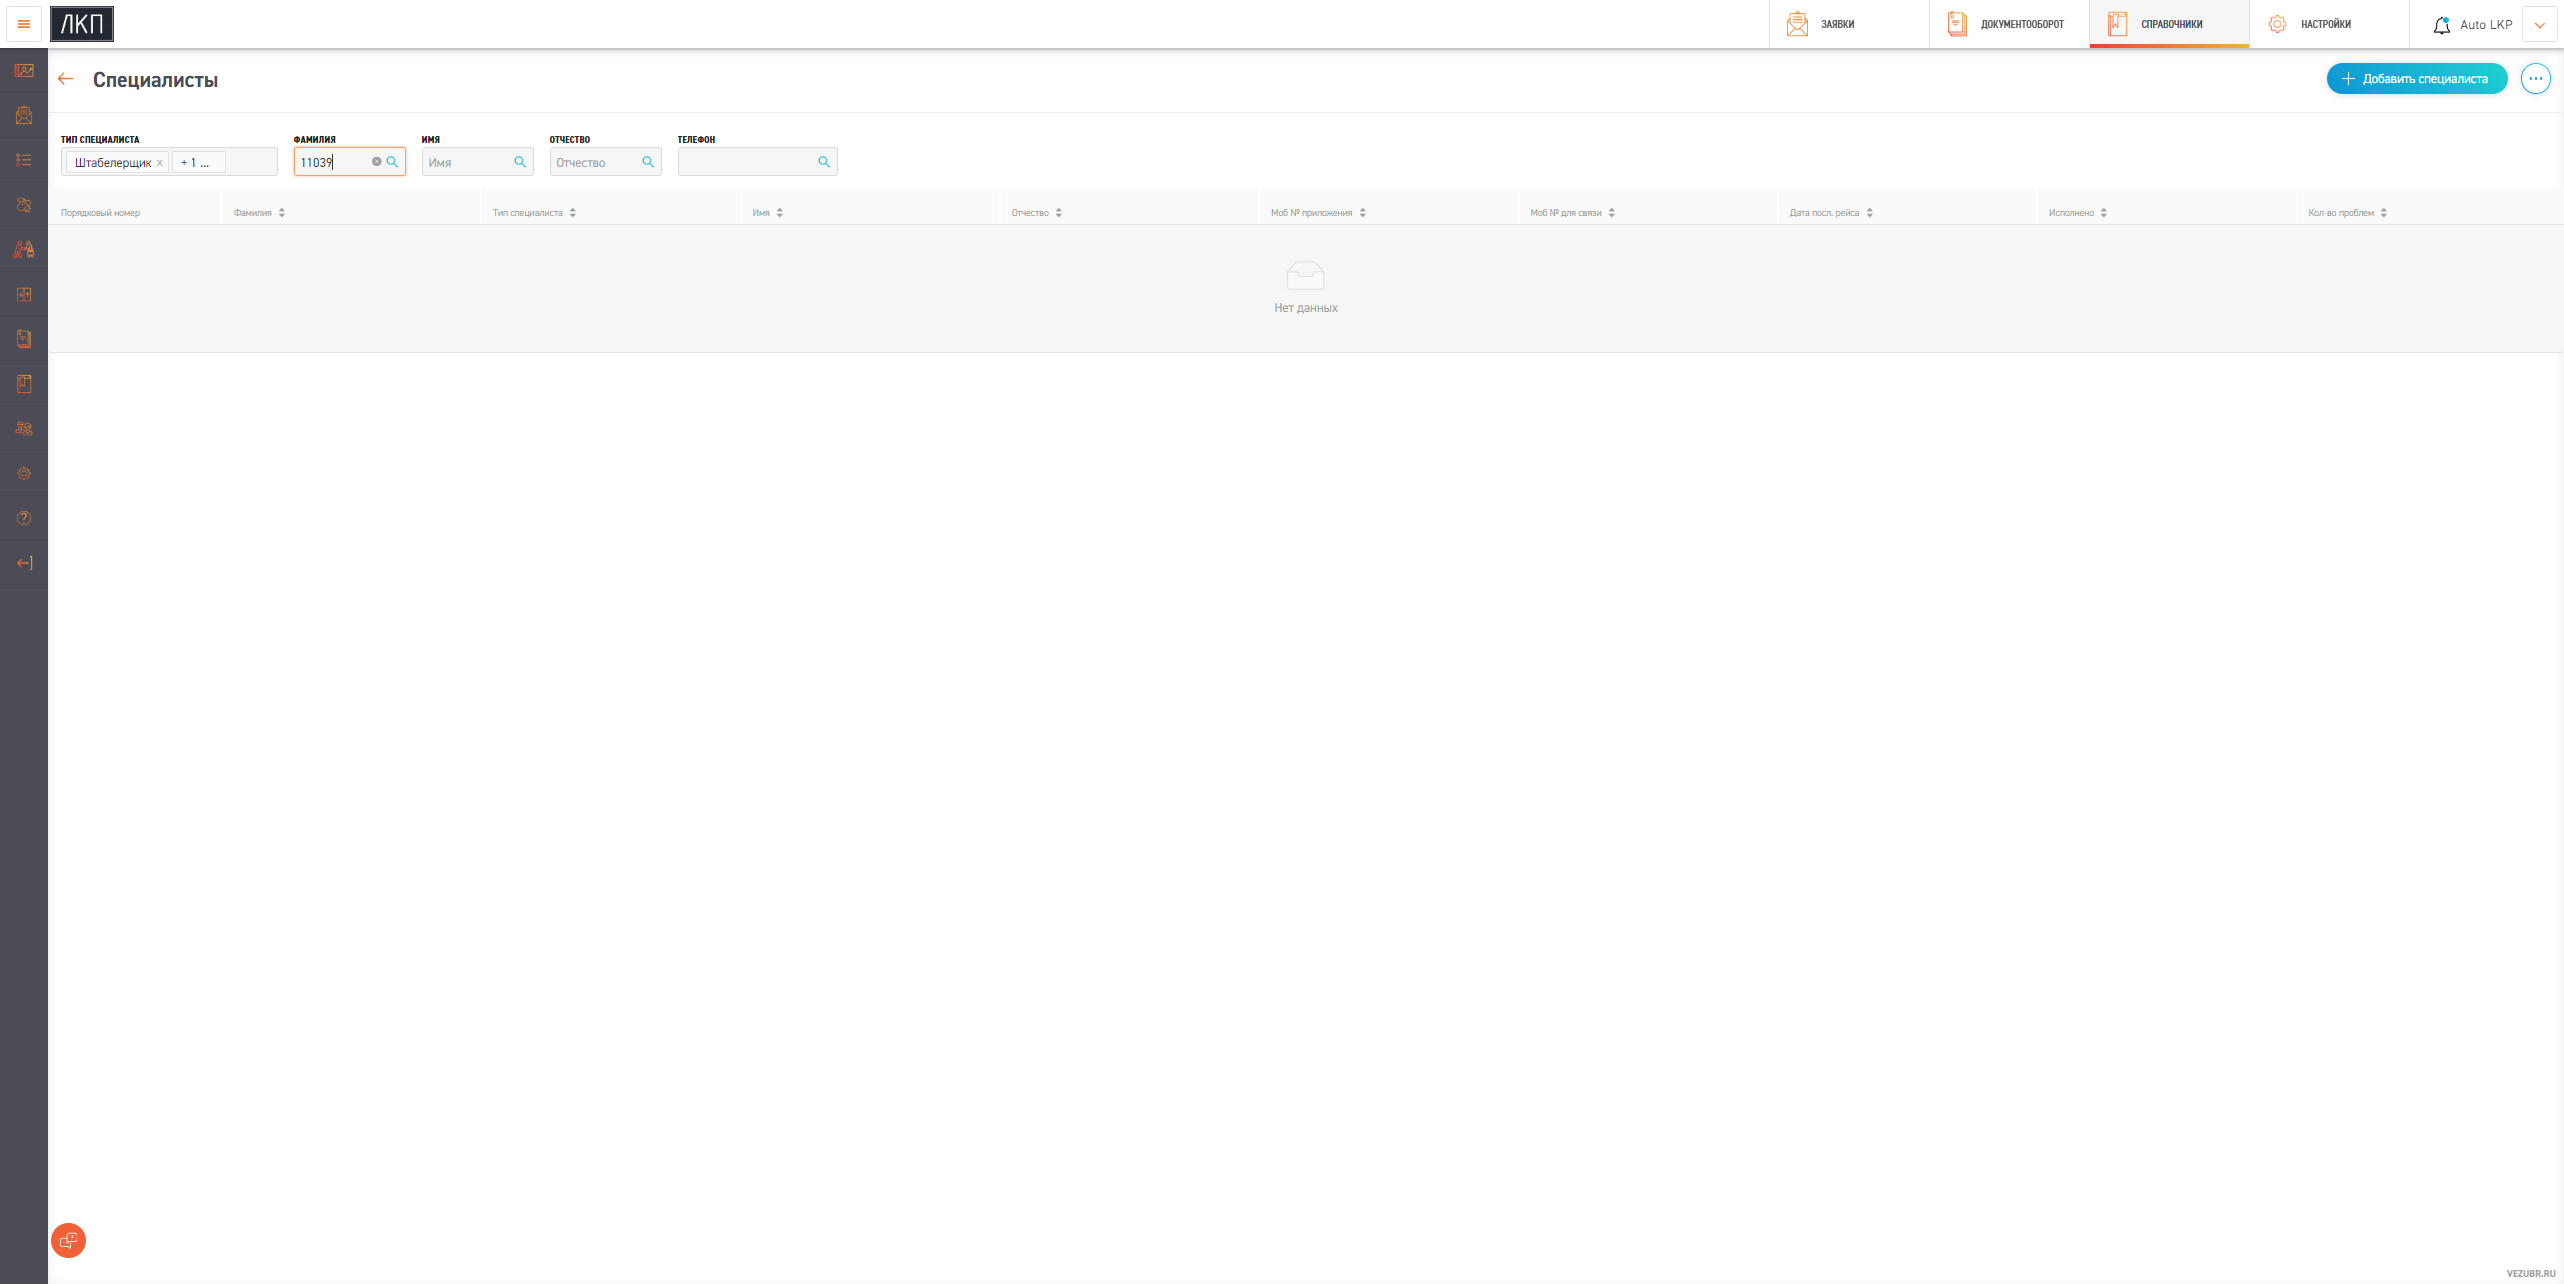 ЛКП
ЗАЯВКИ
ДОКУМЕНТООБОРОТ
СПРАВОЧНИКИ
НАСТРОЙКИ
Auto LKP
Специалисты
Добавить специалиста
ТИП СПЕЦИАЛИСТА ФАМИЛИЯ ИМЯ ОТЧЕСТВО ТЕЛЕФОН
Штабелерщик × + 1 ... 11039 Имя Отчество
Порядковый номер Фамилия Тип специалиста Имя Отчество Моб № приложения Моб № для связи Дата посл. рейса Исполнено Кол-во проблем
Нет данных
VEZUBR.RU